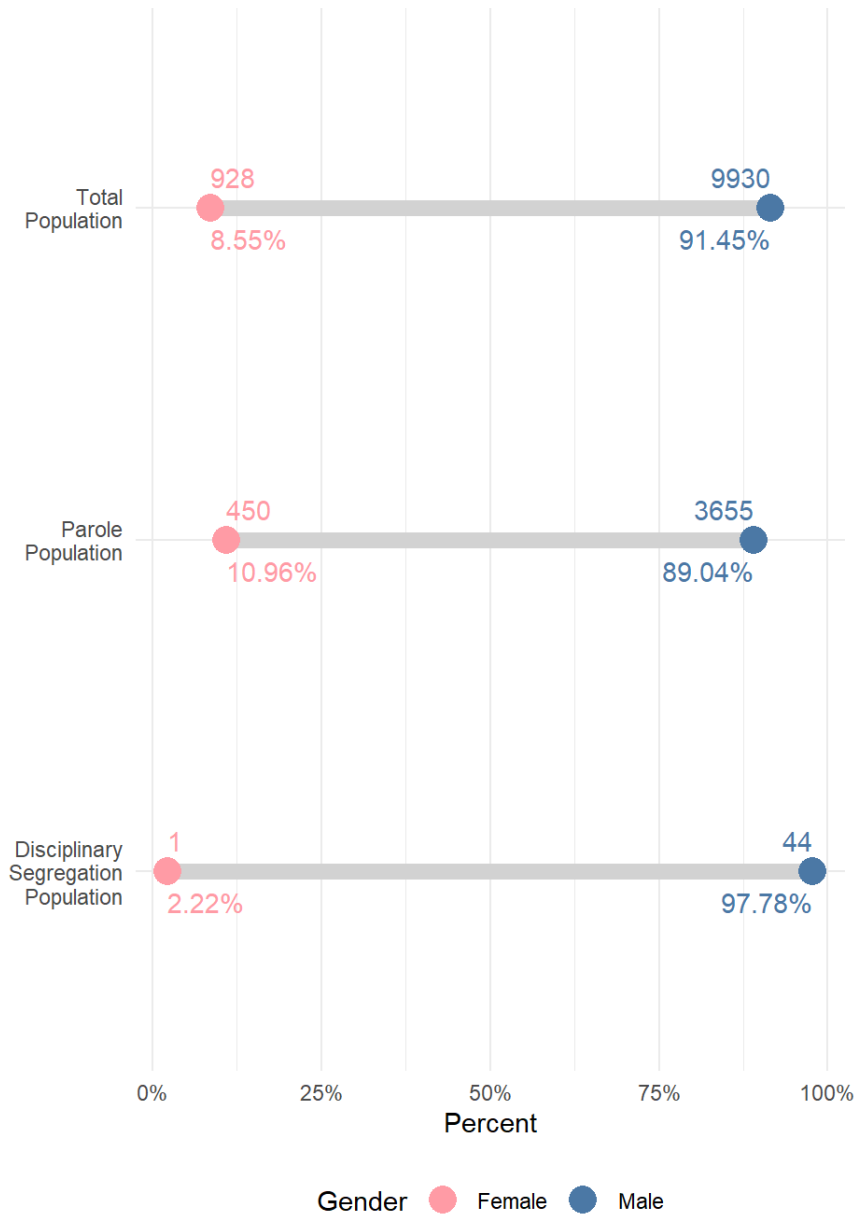 928
9930
Total
Population
8.55%
91.45%
450
3655
Parole
Population
10.96%
89.04%
1
44
Disciplinary
Segregation
Population
2.22%
97.78%
0%
25%
50%
75%
100%
Percent
Gender Female Male